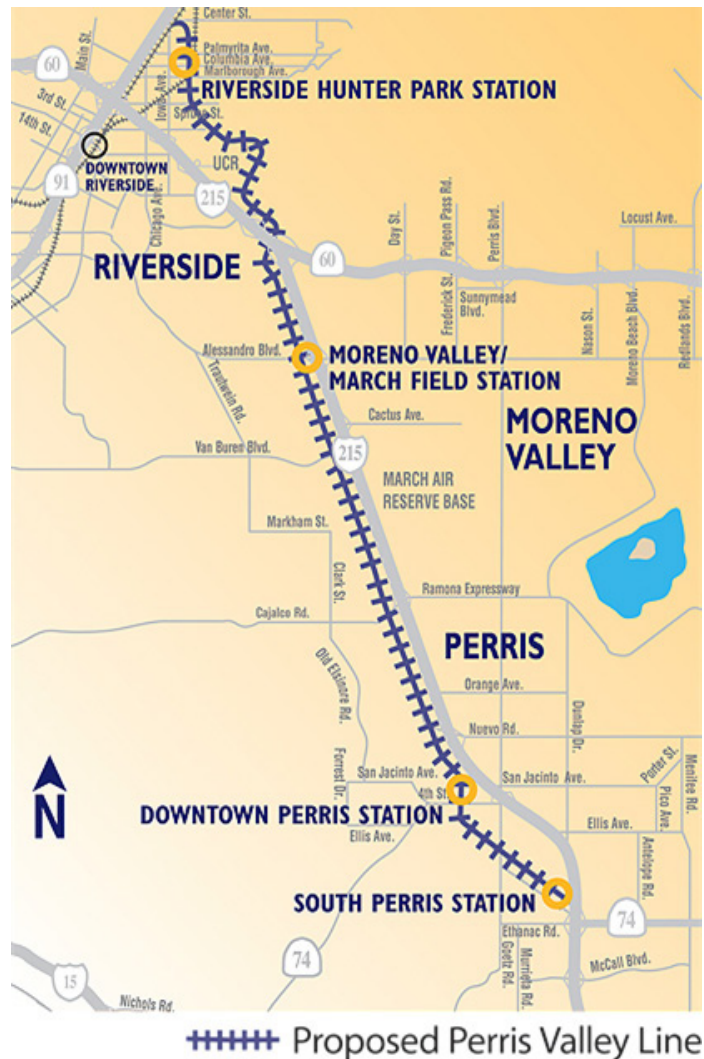 Center St.
Main St.
Palmyrita Ave.
Columbia Ave.
Marlborough Ave.
60
3rd St.
Iowa Ave.
RIVERSIDE HUNTER PARK STATION
14th St.
Spruce St.
DOWNTOWN
RIVERSIDE
UCR
91
Chicago Ave.
215
Day St.
Pigeon Pass Rd.
Perris Blvd.
Locust Ave.
RIVERSIDE
60
Frederick St.
Sunnymead
Blvd.
Nason St.
Moreno Beach Blvd.
Redlands Blvd.
Alessandro Blvd.
MORENO VALLEY/
MARCH FIELD STATION
Trautwein Rd.
Cactus Ave.
MORENO
VALLEY
Van Buren Blvd.
215
MARCH AIR
RESERVE BASE
Markham St.
Clark St.
Ramona Expressway
Cajalco Rd.
PERRIS
Old Elsinore Rd.
Orange Ave.
Dunlap Dr.
Nuevo Rd.
Porter St.
Menifee Rd.
N
Forrest Dr.
San Jacinto Ave.
San Jacinto Ave.
4th St.
Pico Ave.
DOWNTOWN PERRIS STATION
Ellis Ave.
Ellis Ave.
Antelope Rd.
SOUTH PERRIS STATION
74
Ethanac Rd.
Goetz Rd.
Murrieta Rd.
McCall Blvd.
74
15
Nichols Rd.
Proposed Perris Valley Line